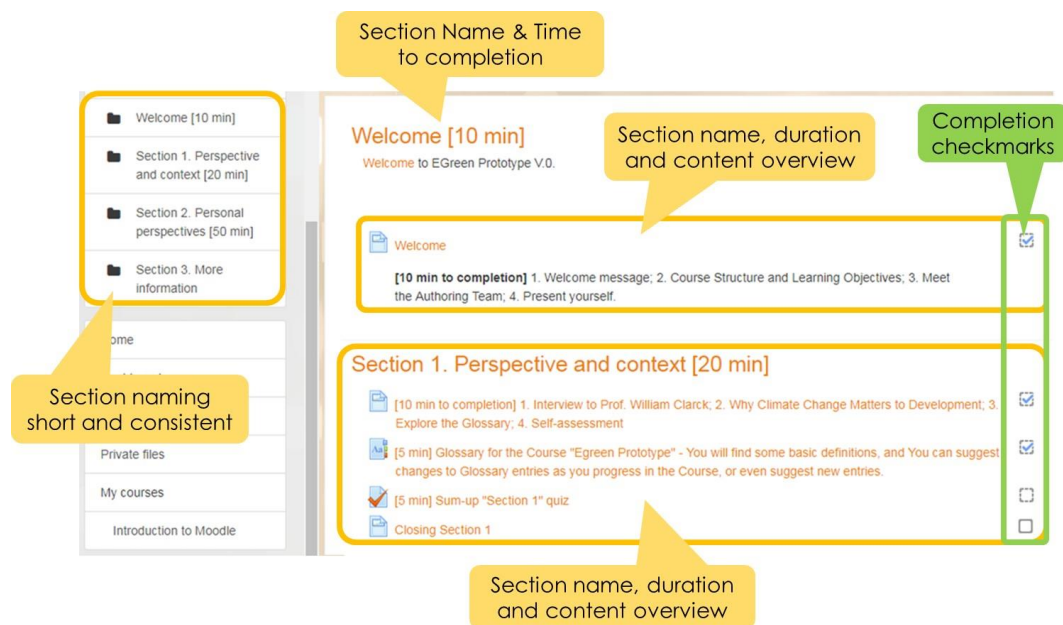 Section Name & Time
to completion
Welcome [10 min]
Section 1. Perspective
and context [20 min]
Section 2. Personal
perspectives [50 min]
Section 3. More
information
Section naming
short and consistent
Private files
My courses
Introduction to Moodle
Welcome [10 min]
Welcome to EGreen Prototype V.0.
Section name, duration
and content overview
Completion
checkmarks
Welcome
[10 min to completion] 1. Welcome message; 2. Course Structure and Learning Objectives; 3. Meet
the Authoring Team; 4. Present yourself.
Section 1. Perspective and context [20 min]
[10 min to completion] 1. Interview to Prof. William Clarck; 2. Why Climate Change Matters to Development; 3.
Explore the Glossary; 4. Self-assessment
[5 min] Glossary for the Course "Egreen Prototype" - You will find some basic definitions, and You can suggest
changes to Glossary entries as you progress in the Course, or even suggest new entries.
[5 min] Sum-up "Section 1" quiz
Closing Section 1
Section name, duration
and content overview